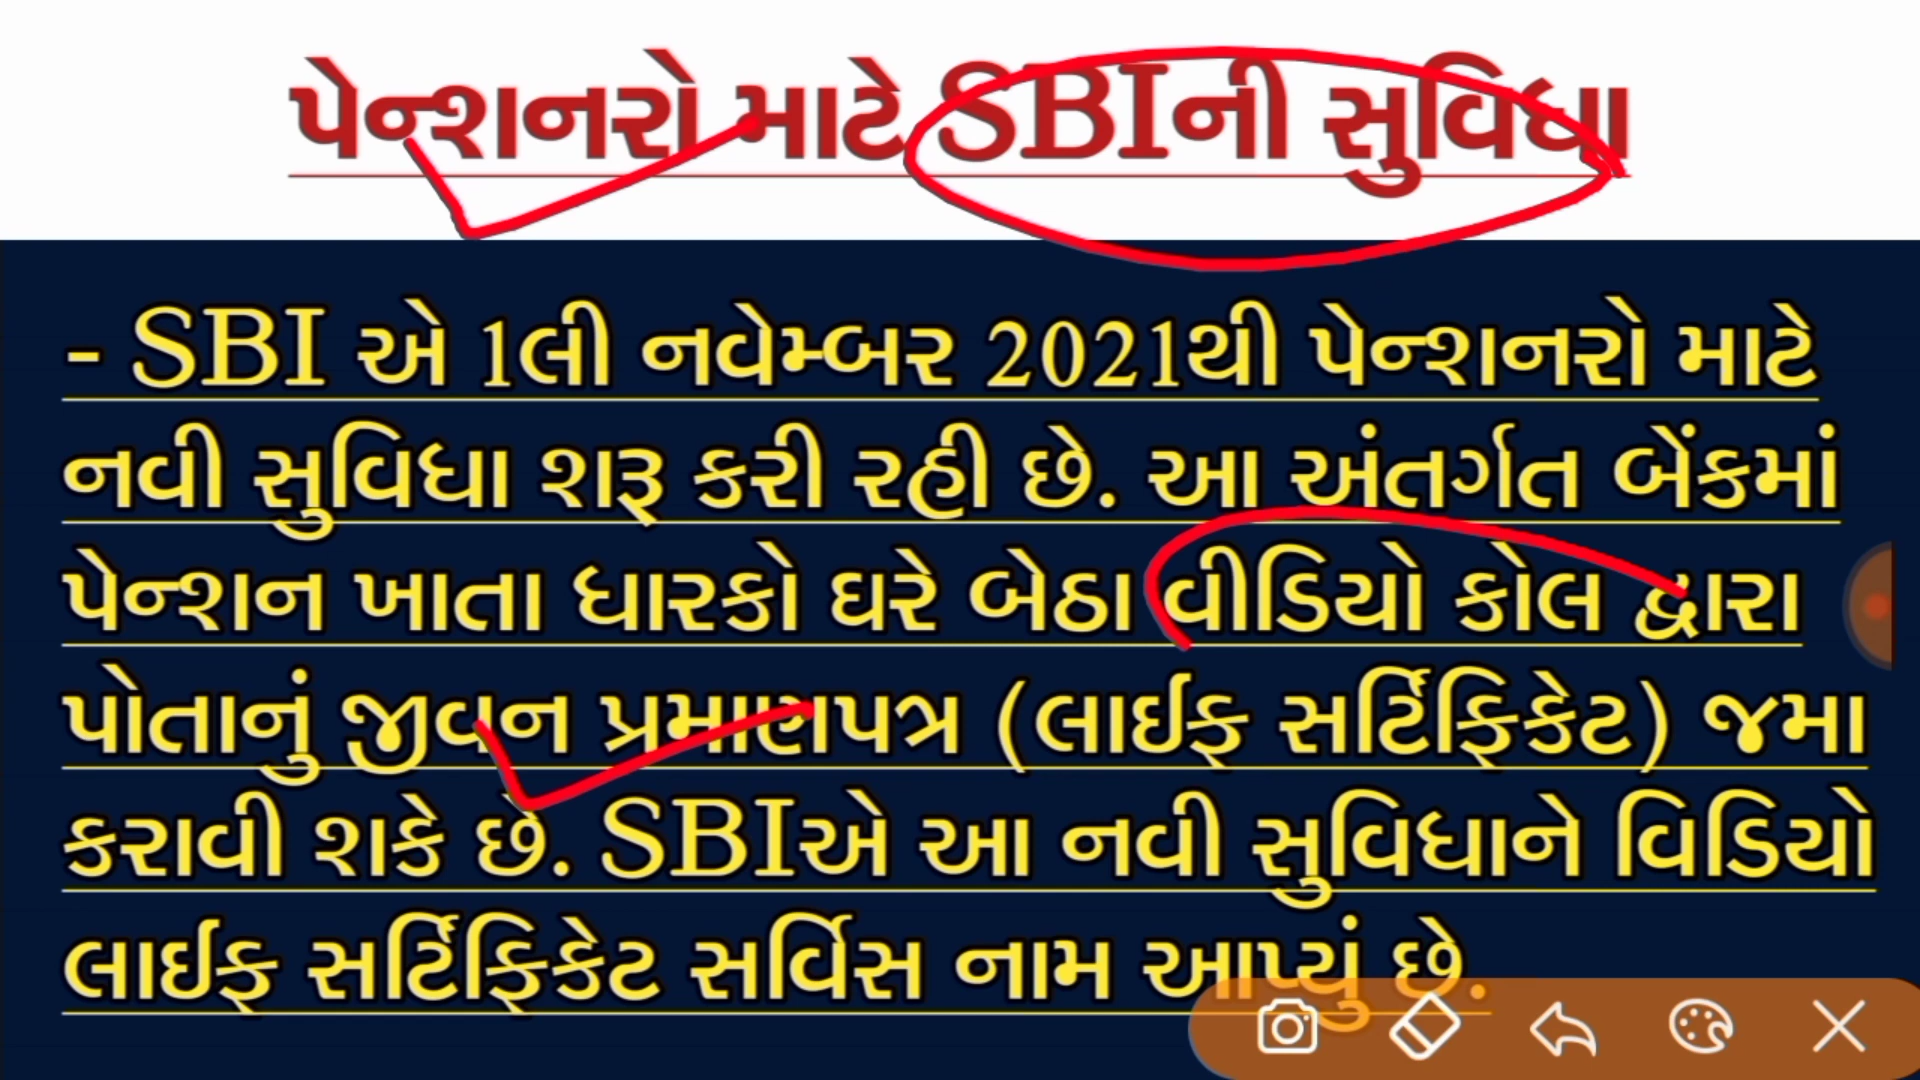 પેન્શનરો માટે SBIની સુવિધા
- SBI એ 1લી નવેમ્બર 2021થી પેન્શનરો માટે
નવી સુવિધા શરૂ કરી રહી છે. આ અંતર્ગત બેંકમાં
પેન્શન ખાતા ધારકો ઘરે બેઠા વીડિયો કોલ દ્વારા
પોતાનું જીવન પ્રમાણપત્ર (લાઈફ સર્ટિફિકેટ) જમા
કરાવી શકે છે. SBIએ આ નવી સુવિધાને વિડિયો
લાઈફ સર્ટિફિકેટ સર્વિસ નામ આપ્યું છે.